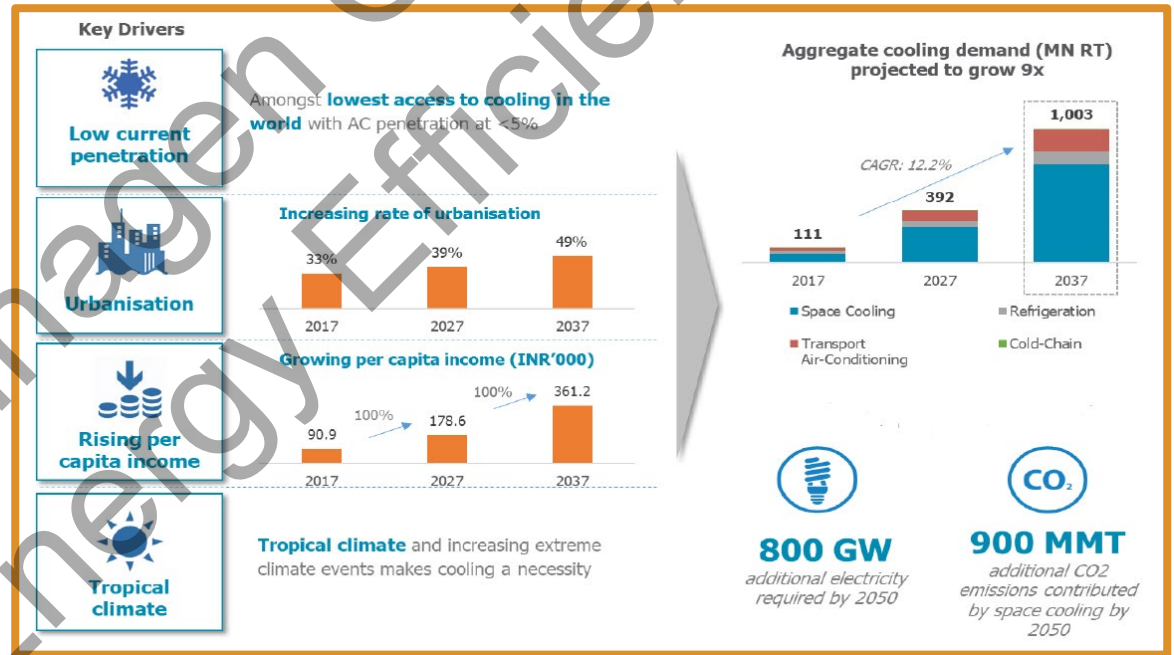 Key Drivers
Low current
penetration
Amongst lowest access to cooling in the
world with AC penetration at <5%
Urbanisation
Increasing rate of urbanisation
33%
39%
49%
2017
2027
2037
Rising per
capita income
Growing per capita income (INR'000)
90.9
100%
178.6
100%
361.2
2017
2027
2037
Tropical
climate
Tropical climate and increasing extreme
climate events makes cooling a necessity
Aggregate cooling demand (MN RT)
projected to grow 9x
CAGR: 12.2%
111
392
1,003
2017
2027
2037
Space Cooling
Refrigeration
Transport
Air-Conditioning
Cold-Chain
800 GW
additional electricity
required by 2050
CO2
900 MMT
additional CO2
emissions contributed
by space cooling by
2050
nagen
Energy Efficie